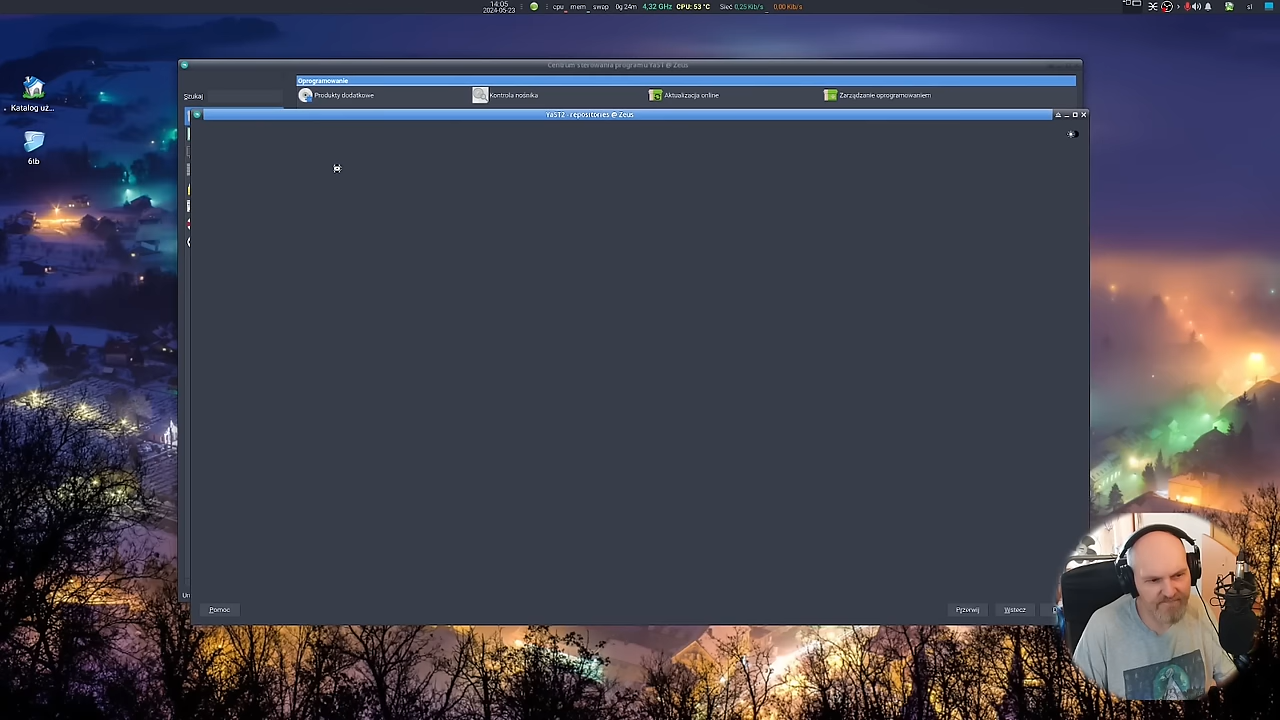 14:05
2024-05-23
cpu mem swap 0g 24m 4,32 GHz CPU: 53 °C Sieć 0,25 Kib/s 0,00 Kib/s
sl
Katalog uż...
6tb
Centrum sterowania programu YaST @ Zeus
Szukaj
Oprogramowanie
Produkty dodatkowe
Kontrola nośnika
Aktualizacja online
Zarządzanie oprogramowaniem
YaST2 - repositories @ Zeus
Pomoc
Przerwij
Wstecz